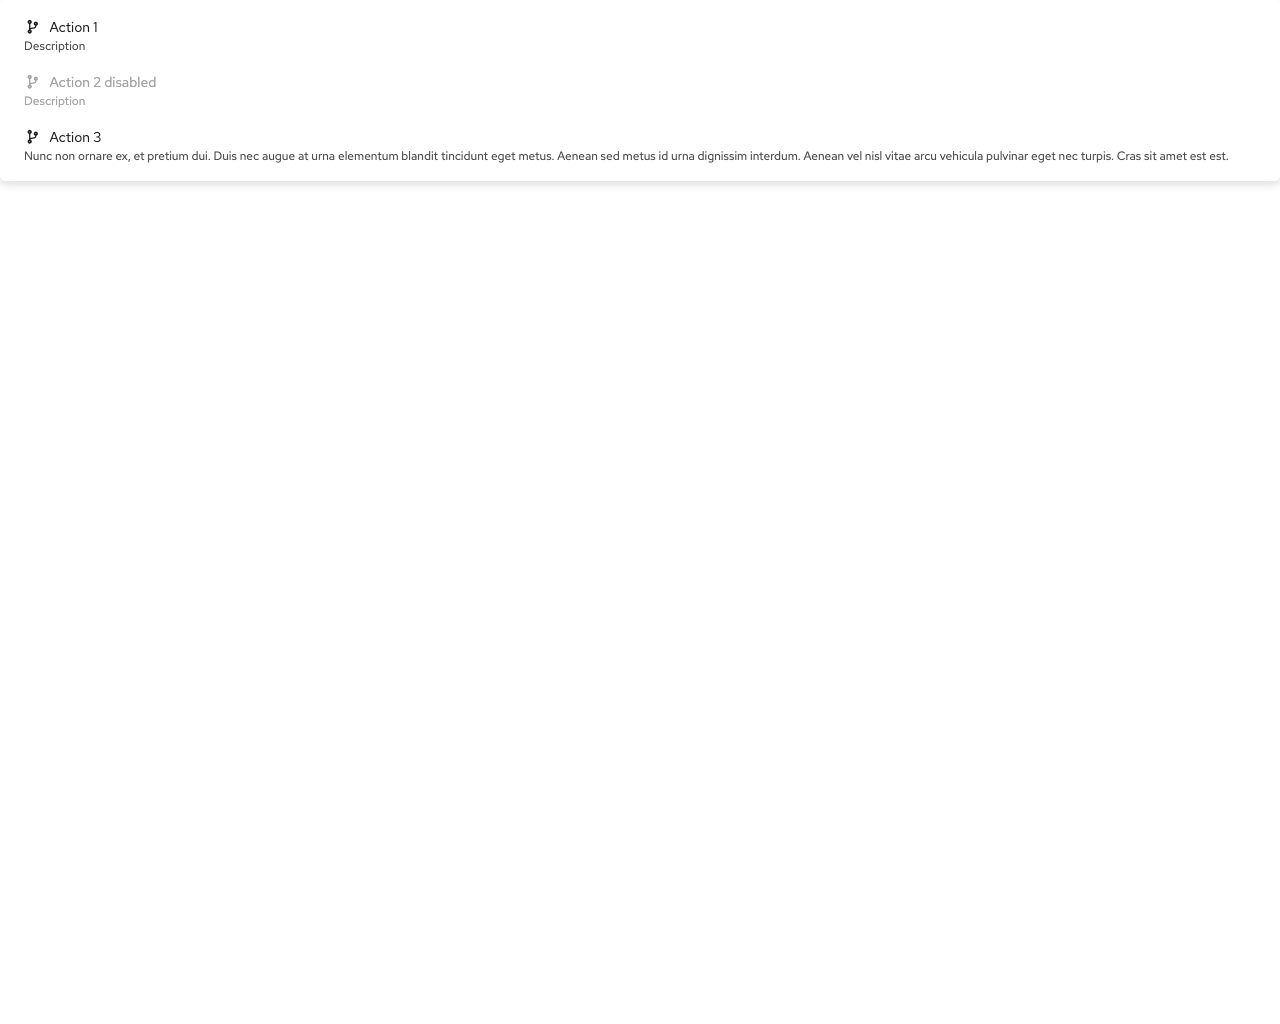 Action 1
Description
Action 2 disabled
Description
Action 3
Nunc non ornare ex, et pretium dui. Duis nec augue at urna elementum blandit tincidunt eget metus. Aenean sed metus id urna dignissim interdum. Aenean vel nisl vitae arcu vehicula pulvinar eget nec turpis. Cras sit amet est est.